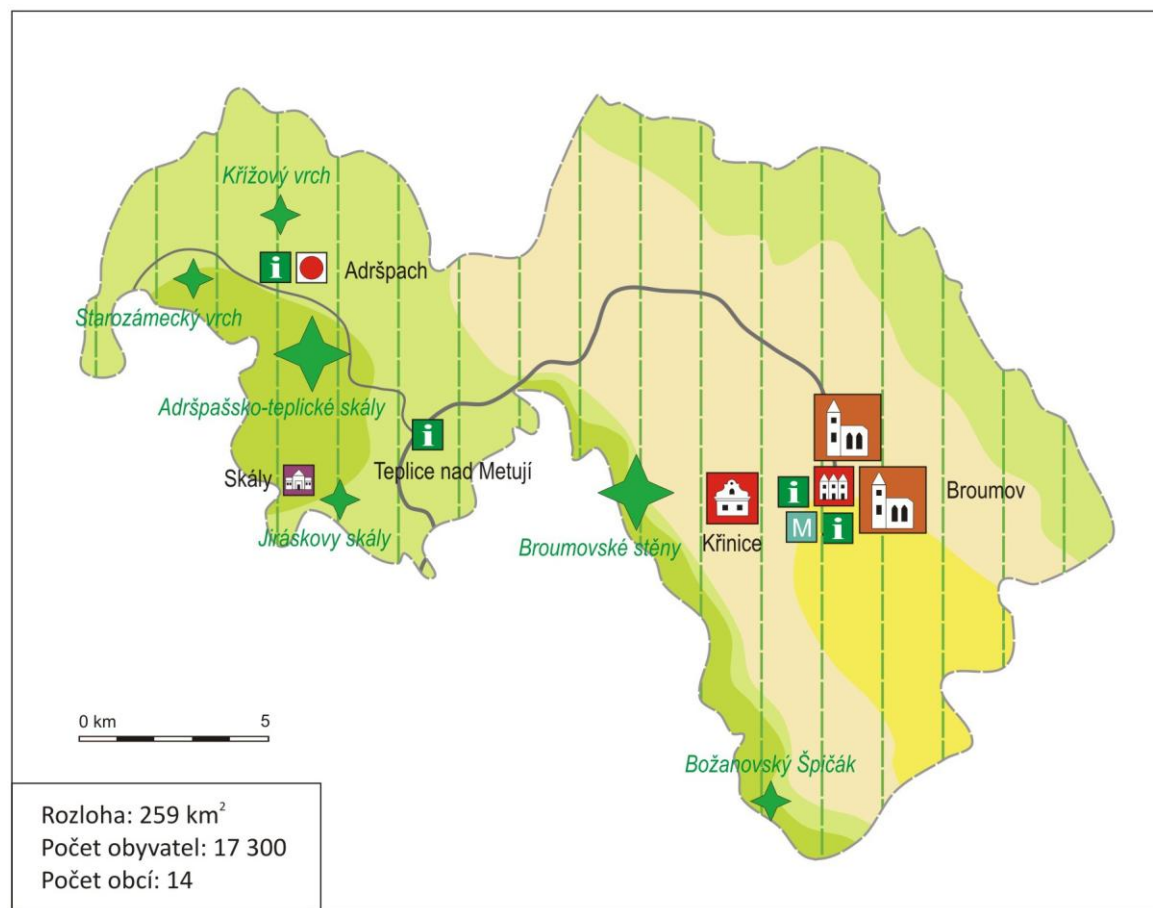 Křížový vrch
i
Adršpach
Starozámecký vrch
Adršpašsko-teplické skály
i
Teplice nad Metují
Skály
Jiráskovy skály
Broumovské stěny
Křinice
i
M
i
Broumov
Božanovský Špičák
0 km 5
Rozloha: 259 km²
Počet obyvatel: 17 300
Počet obcí: 14